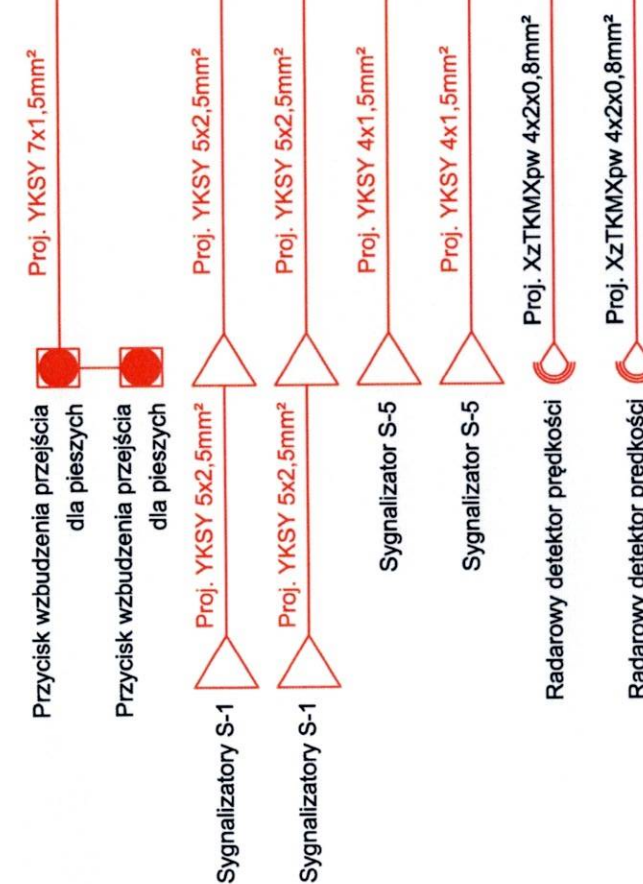 Proj. YKSY 7x1,5mm²
Przycisk wzbudzenia przejścia
dla pieszych
Przycisk wzbudzenia przejścia
dla pieszych
Proj. YKSY 5x2,5mm²
Proj. YKSY 5x2,5mm²
Sygnalizatory S-1
Proj. YKSY 5x2,5mm²
Proj. YKSY 5x2,5mm²
Sygnalizatory S-1
Proj. YKSY 4x1,5mm²
Sygnalizator S-5
Proj. YKSY 4x1,5mm²
Sygnalizator S-5
Proj. XzTKMXpw 4x2x0,8mm²
Radarowy detektor prędkości
Proj. XzTKMXpw 4x2x0,8mm²
Radarowy detektor prędkości